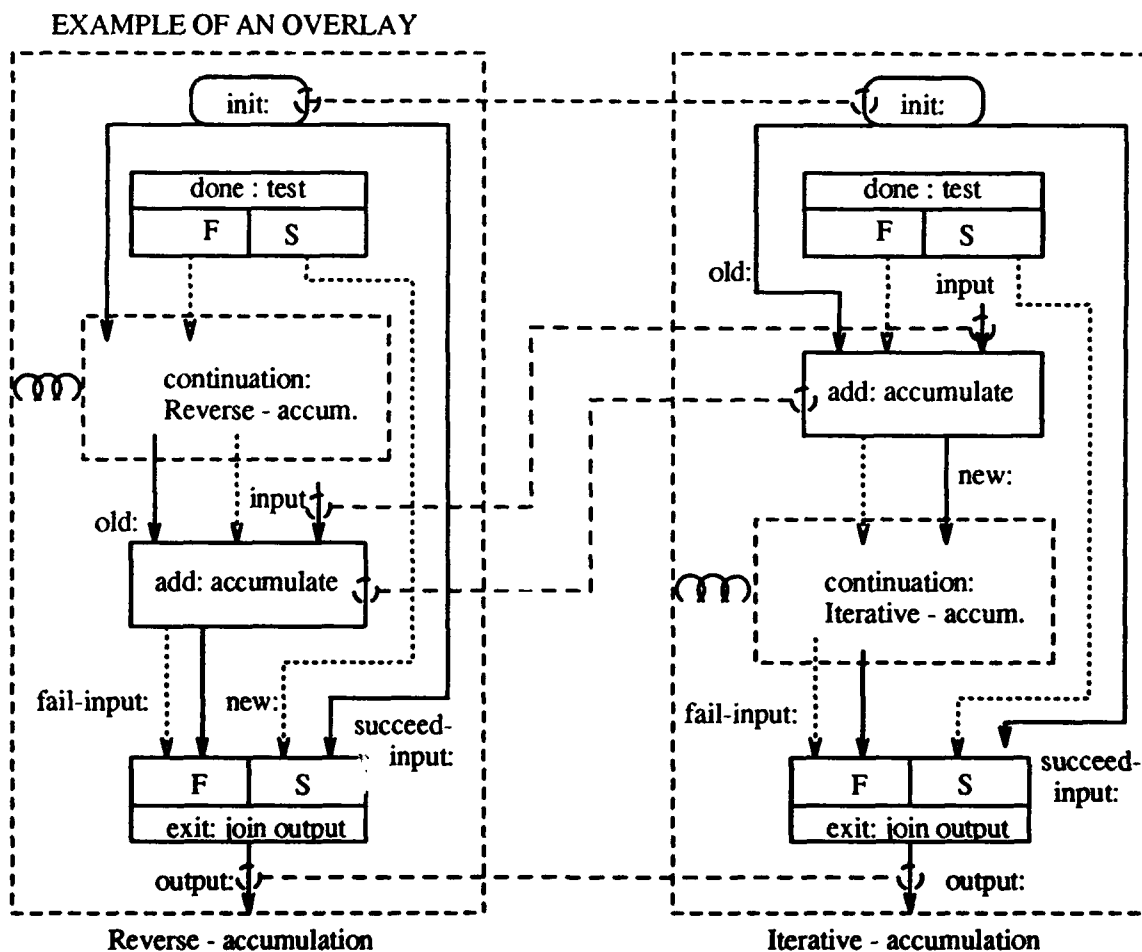 EXAMPLE OF AN OVERLAY
init:
done : test
F S
continuation:
Reverse - accum.
input
old:
add: accumulate
fail-input:
new:
succeed-
input:
F S
exit: join output
output:
Reverse - accumulation
init:
done : test
F S
old:
input
add: accumulate
new:
continuation:
Iterative - accum.
fail-input:
F S
succeed-
input:
exit: join output
output:
Iterative - accumulation